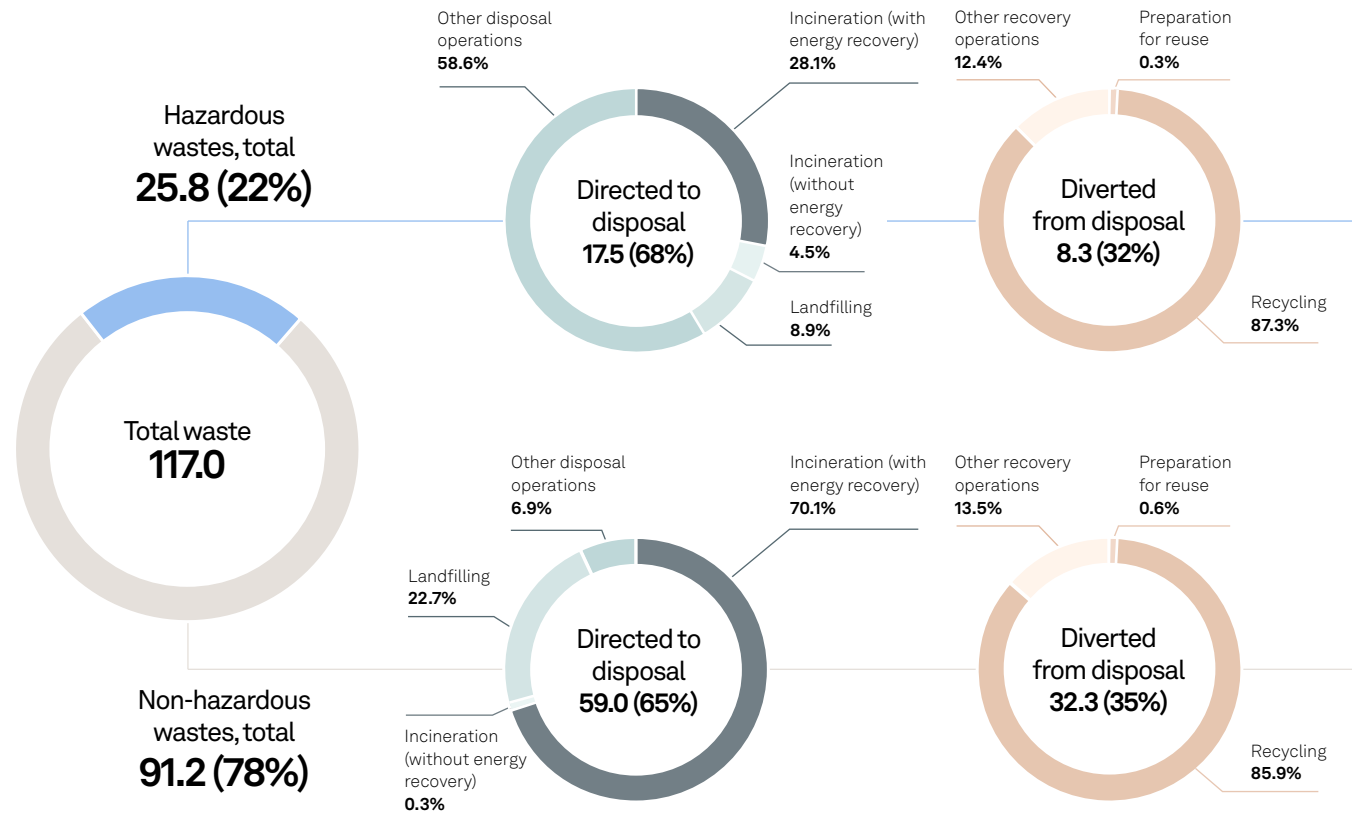 Other disposal
operations
58.6%
Incineration (with
energy recovery)
28.1%
Other recovery
operations
12.4%
Preparation
for reuse
0.3%
Hazardous
wastes, total
25.8 (22%)
Directed to
disposal
17.5 (68%)
Incineration
(without
energy
recovery)
4.5%
Landfilling
8.9%
Diverted
from disposal
8.3 (32%)
Recycling
87.3%
Total waste
117.0
Other disposal
operations
6.9%
Incineration (with
energy recovery)
70.1%
Other recovery
operations
13.5%
Preparation
for reuse
0.6%
Landfilling
22.7%
Directed to
disposal
59.0 (65%)
Diverted
from disposal
32.3 (35%)
Non-hazardous
wastes, total
91.2 (78%)
Incineration
(without energy
recovery)
0.3%
Recycling
85.9%